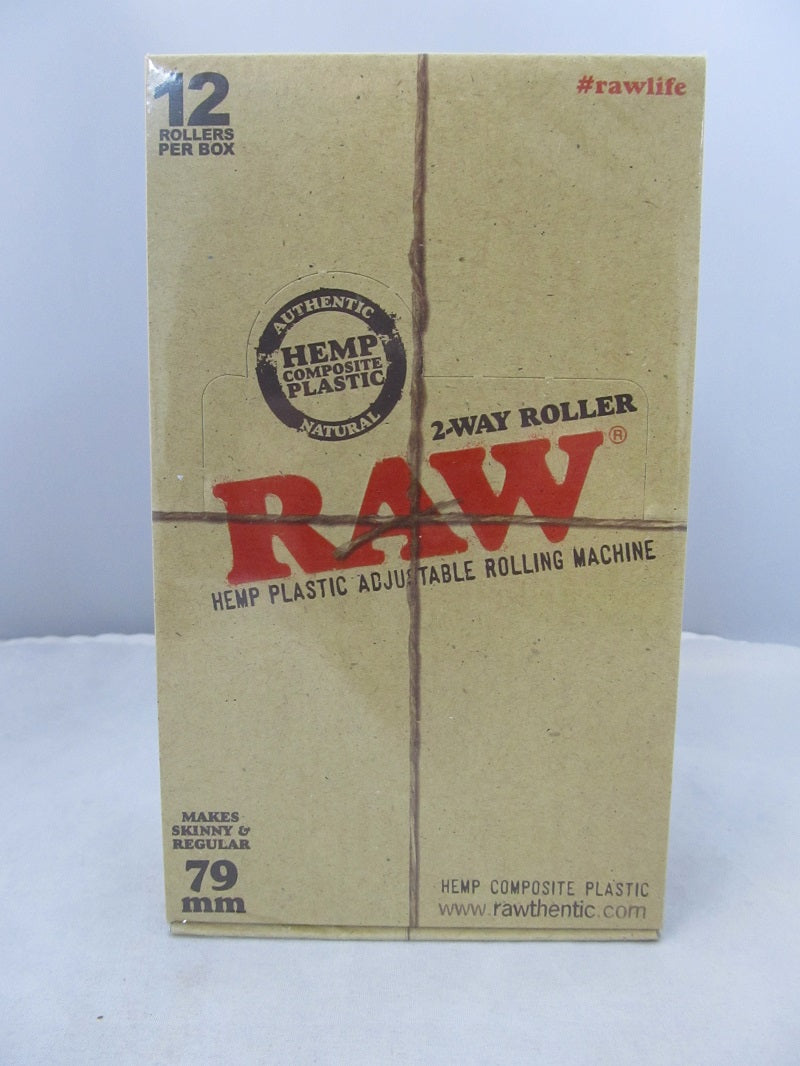 12
ROLLERS
PER BOX
#rawlife
AUTHENTIC
HEMP
COMPOSITE
PLASTIC
NATURAL
2-WAY ROLLER
RAW®
HEMP PLASTIC ADJUSTABLE ROLLING MACHINE
MAKES
SKINNY &
REGULAR
79
mm
HEMP COMPOSITE PLASTIC
www.rawthentic.com